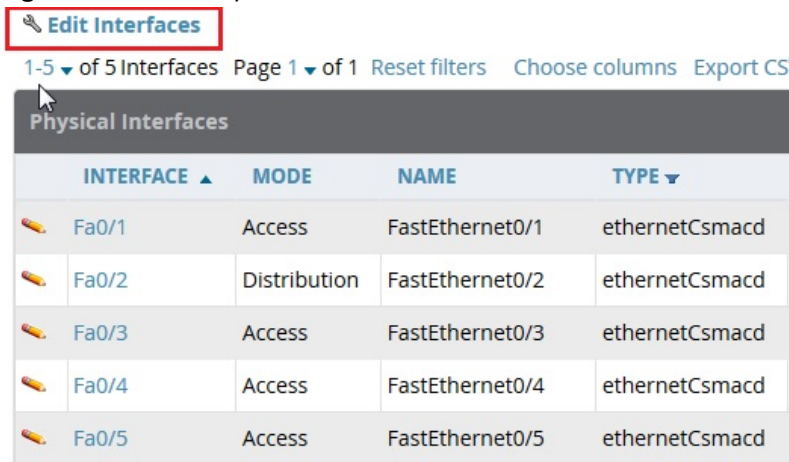 Edit Interfaces
1-5 of 5 Interfaces Page 1 of 1 Reset filters Choose columns Export CS
Physical Interfaces
INTERFACE MODE NAME TYPE
Fa0/1 Access FastEthernet0/1 ethernetCsmacd
Fa0/2 Distribution FastEthernet0/2 ethernetCsmacd
Fa0/3 Access FastEthernet0/3 ethernetCsmacd
Fa0/4 Access FastEthernet0/4 ethernetCsmacd
Fa0/5 Access FastEthernet0/5 ethernetCsmacd